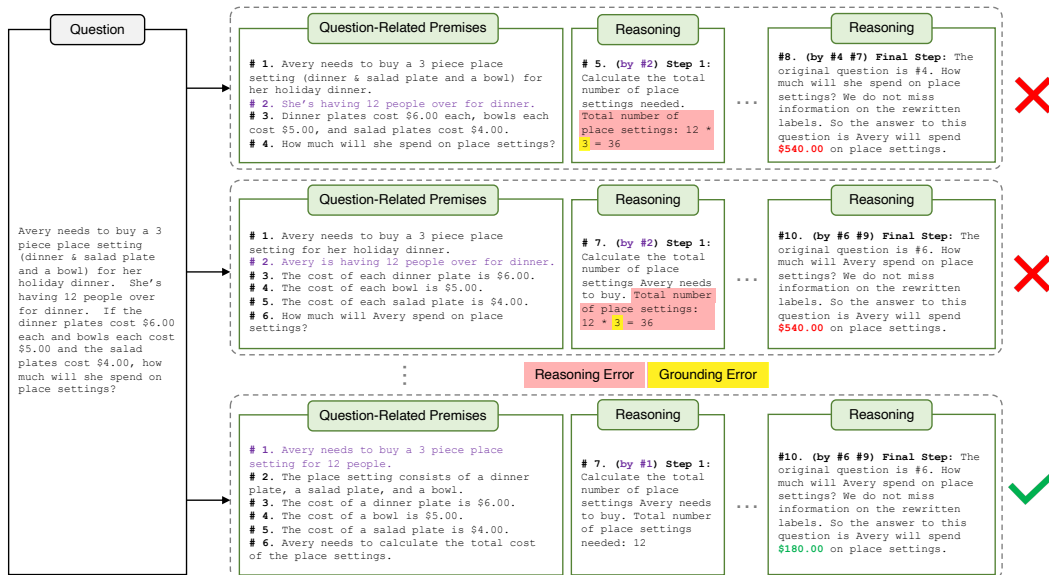 Question
Avery needs to buy a 3
piece place setting
(dinner & salad plate
and a bowl) for her
holiday dinner.  She's
having 12 people over
for dinner.  If the
dinner plates cost $6.00
each and bowls each cost
$5.00 and the salad
plates cost $4.00, how
much will she spend on
place settings?
Question-Related Premises
# 1. Avery needs to buy a 3 piece place
setting (dinner & salad plate and a bowl) for
her holiday dinner.
# 2. She's having 12 people over for dinner.
# 3. Dinner plates cost $6.00 each, bowls each
cost $5.00, and salad plates cost $4.00.
# 4. How much will she spend on place settings?
Reasoning
# 5. (by #2) Step 1:
Calculate the total
number of place
settings needed.
Total number of
place settings: 12 *
3 = 36
...
Reasoning
#8. (by #4 #7) Final Step: The
original question is #4. How
much will she spend on place
settings? We do not miss
information on the rewritten
labels. So the answer to this
question is Avery will spend
$540.00 on place settings.
Question-Related Premises
# 1. Avery needs to buy a 3 piece place
setting for her holiday dinner.
# 2. Avery is having 12 people over for dinner.
# 3. The cost of each dinner plate is $6.00.
# 4. The cost of each bowl is $5.00.
# 5. The cost of each salad plate is $4.00.
# 6. How much will Avery spend on place
settings?
Reasoning
# 7. (by #2) Step 1:
Calculate the total
number of place
settings Avery needs
to buy. Total number
of place settings:
12 * 3 = 36
...
Reasoning
#10. (by #6 #9) Final Step: The
original question is #6. How
much will Avery spend on place
settings? We do not miss
information on the rewritten
labels. So the answer to this
question is Avery will spend
$540.00 on place settings.
Reasoning Error
Grounding Error
Question-Related Premises
# 1. Avery needs to buy a 3 piece place
setting for 12 people.
# 2. The place setting consists of a dinner
plate, a salad plate, and a bowl.
# 3. The cost of a dinner plate is $6.00.
# 4. The cost of a bowl is $5.00.
# 5. The cost of a salad plate is $4.00.
# 6. Avery needs to calculate the total cost
of the place settings.
Reasoning
# 7. (by #1) Step 1:
Calculate the total
number of place
settings Avery needs
to buy. Total number
of place settings
needed: 12
...
Reasoning
#10. (by #6 #9) Final Step: The
original question is #6. How
much will Avery spend on place
settings? We do not miss
information on the rewritten
labels. So the answer to this
question is Avery will spend
$180.00 on place settings.